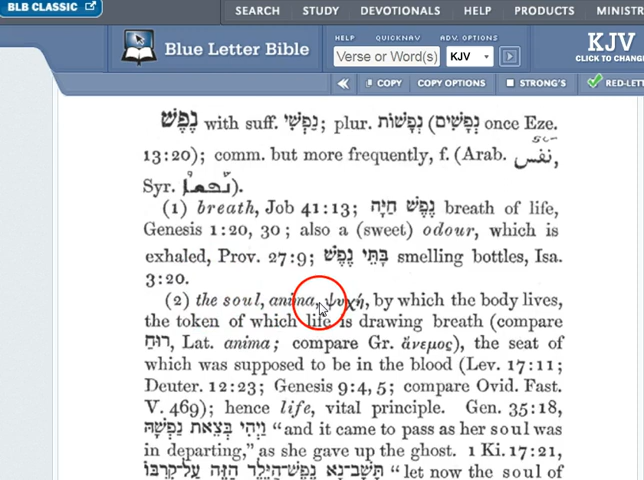 BLB CLASSIC
SEARCH STUDY DEVOTIONALS HELP PRODUCTS MINISTR
Blue Letter Bible
HELP QUICKNAV ADV. OPTIONS
Verse or Word(s) KJV
KJV
CLICK TO CHANG
COPY COPY OPTIONS STRONG'S RED-LETT
נֶפֶשׁ with suff. נַפְשִׁי; plur. נְפָשׁוֹת (נְפָשִׁים once Eze.
13:20); comm. but more frequently, f. (Arab. نفس,
Syr. ).
(1) breath, Job 41:13; נֶפֶשׁ חַיָּה breath of life,
Genesis 1:20, 30; also a (sweet) odour, which is
exhaled, Prov. 27:9; בָּתֵּי נֶפֶשׁ smelling bottles, Isa.
3:20.
(2) the soul, anima, ψυχή, by which the body lives,
the token of which life is drawing breath (compare
רוּחַ, Lat. anima; compare Gr. ἄνεμος), the seat of
which was supposed to be in the blood (Lev. 17:11;
Deuter. 12:23; Genesis 9:4, 5; compare Ovid. Fast.
V. 469); hence life, vital principle. Gen. 35:18,
וַיְהִי בְּצֵאת נַפְשָׁהּ “and it came to pass as her soul was
in departing,” as she gave up the ghost. 1 Ki. 17:21,
תָּשָׁב־נָא נֶפֶשׁ־הַיֶּלֶד הַזֶּה עַל־קִרְבּוֹ “let now the soul of